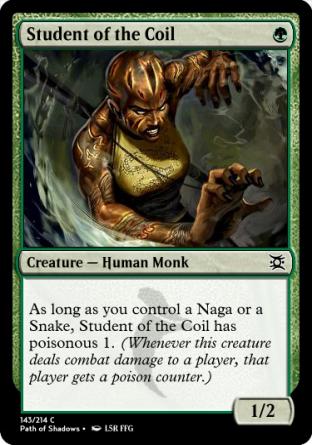 Student of the Coil
Creature — Human Monk
As long as you control a Naga or a
Snake, Student of the Coil has
poisonous 1. (Whenever this creature
deals combat damage to a player, that
player gets a poison counter.)
1/2
143/214 C
Path of Shadows • L5R FFG